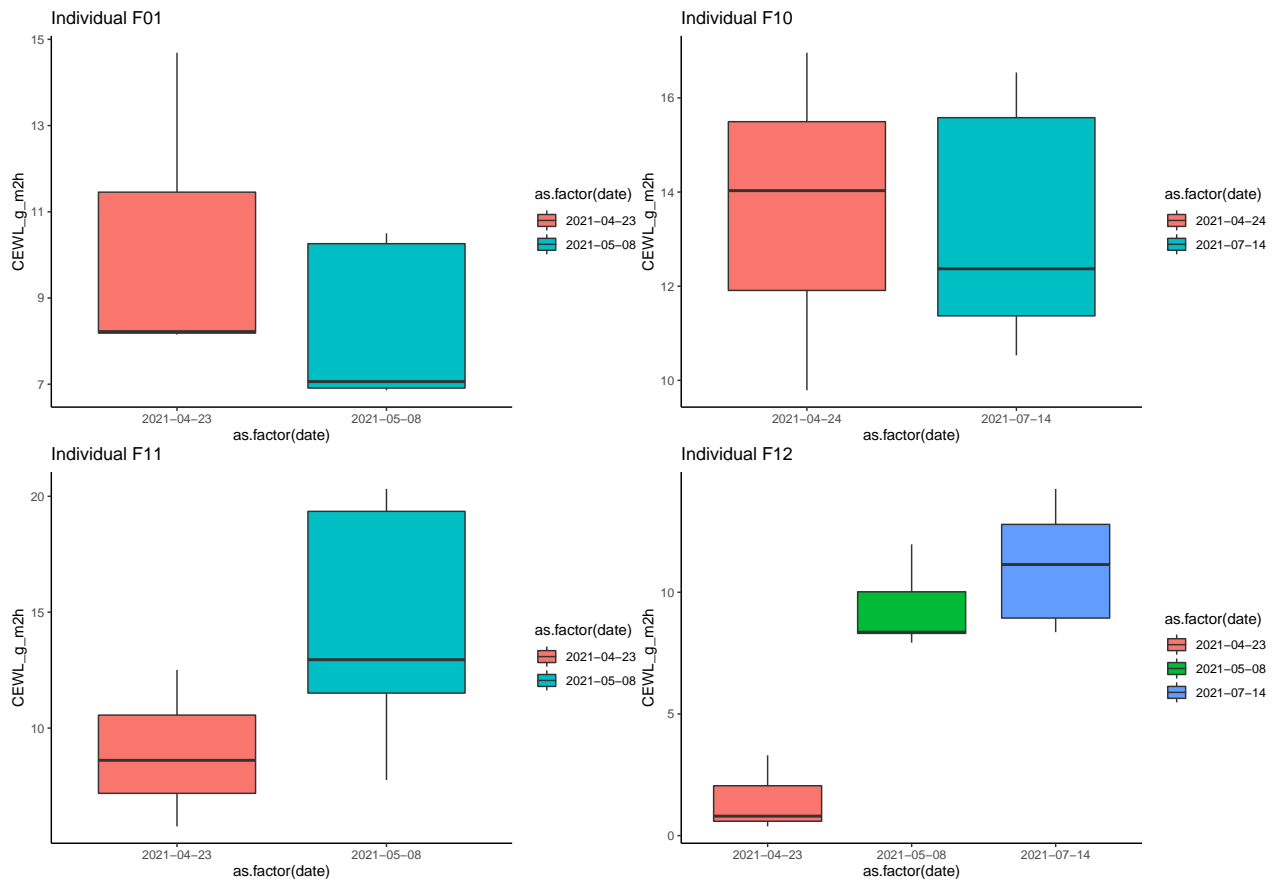 Individual F01
15
13
11
9
7
CEWL_g_m2h
2021−04−23
2021−05−08
as.factor(date)
as.factor(date)
2021−04−23
2021−05−08
Individual F10
16
14
12
10
CEWL_g_m2h
2021−04−24
2021−07−14
as.factor(date)
as.factor(date)
2021−04−24
2021−07−14
Individual F11
20
15
10
CEWL_g_m2h
2021−04−23
2021−05−08
as.factor(date)
as.factor(date)
2021−04−23
2021−05−08
Individual F12
10
5
0
CEWL_g_m2h
2021−04−23
2021−05−08
2021−07−14
as.factor(date)
as.factor(date)
2021−04−23
2021−05−08
2021−07−14